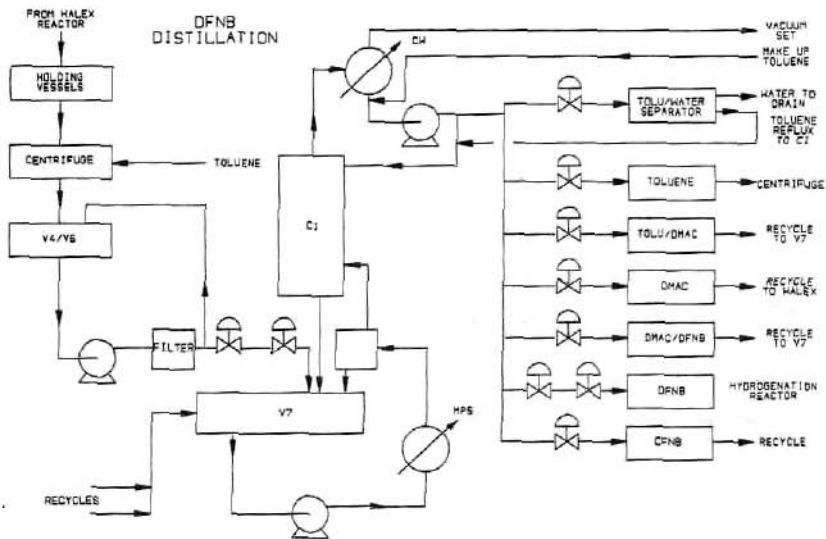 FROM HALEX
REACTOR
DFNB
DISTILLATION
HOLDING
VESSELS
CENTRIFUGE
TOLUENE
V4/V6
FILTER
V7
RECYCLES
C1
CW
MPS
VACUUM
SET
MAKE UP
TOLUENE
TOLU/WATER
SEPARATOR
WATER TO
DRAIN
TOLUENE
REFLUX
TO C1
TOLUENE
CENTRIFUGE
TOLU/DMAC
RECYCLE
TO V7
DMAC
RECYCLE
TO HALEX
DMAC/DFNB
RECYCLE
TO V7
DFNB
HYDROGENATION
REACTOR
CFNB
RECYCLE